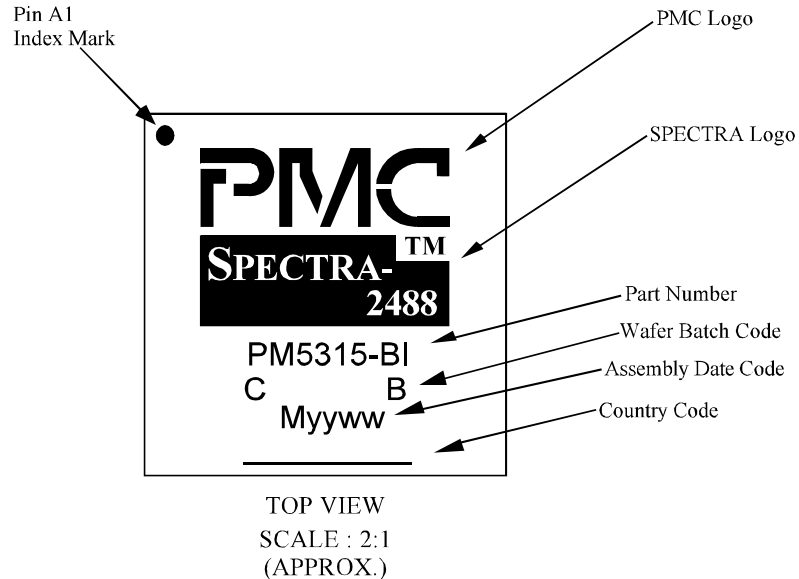 Pin A1
Index Mark
PMC Logo
SPECTRA Logo
PMC
TM
SPECTRA-
2488
Part Number
PM5315-BI
Wafer Batch Code
C B
Assembly Date Code
Myyww
Country Code
TOP VIEW
SCALE : 2:1
(APPROX.)